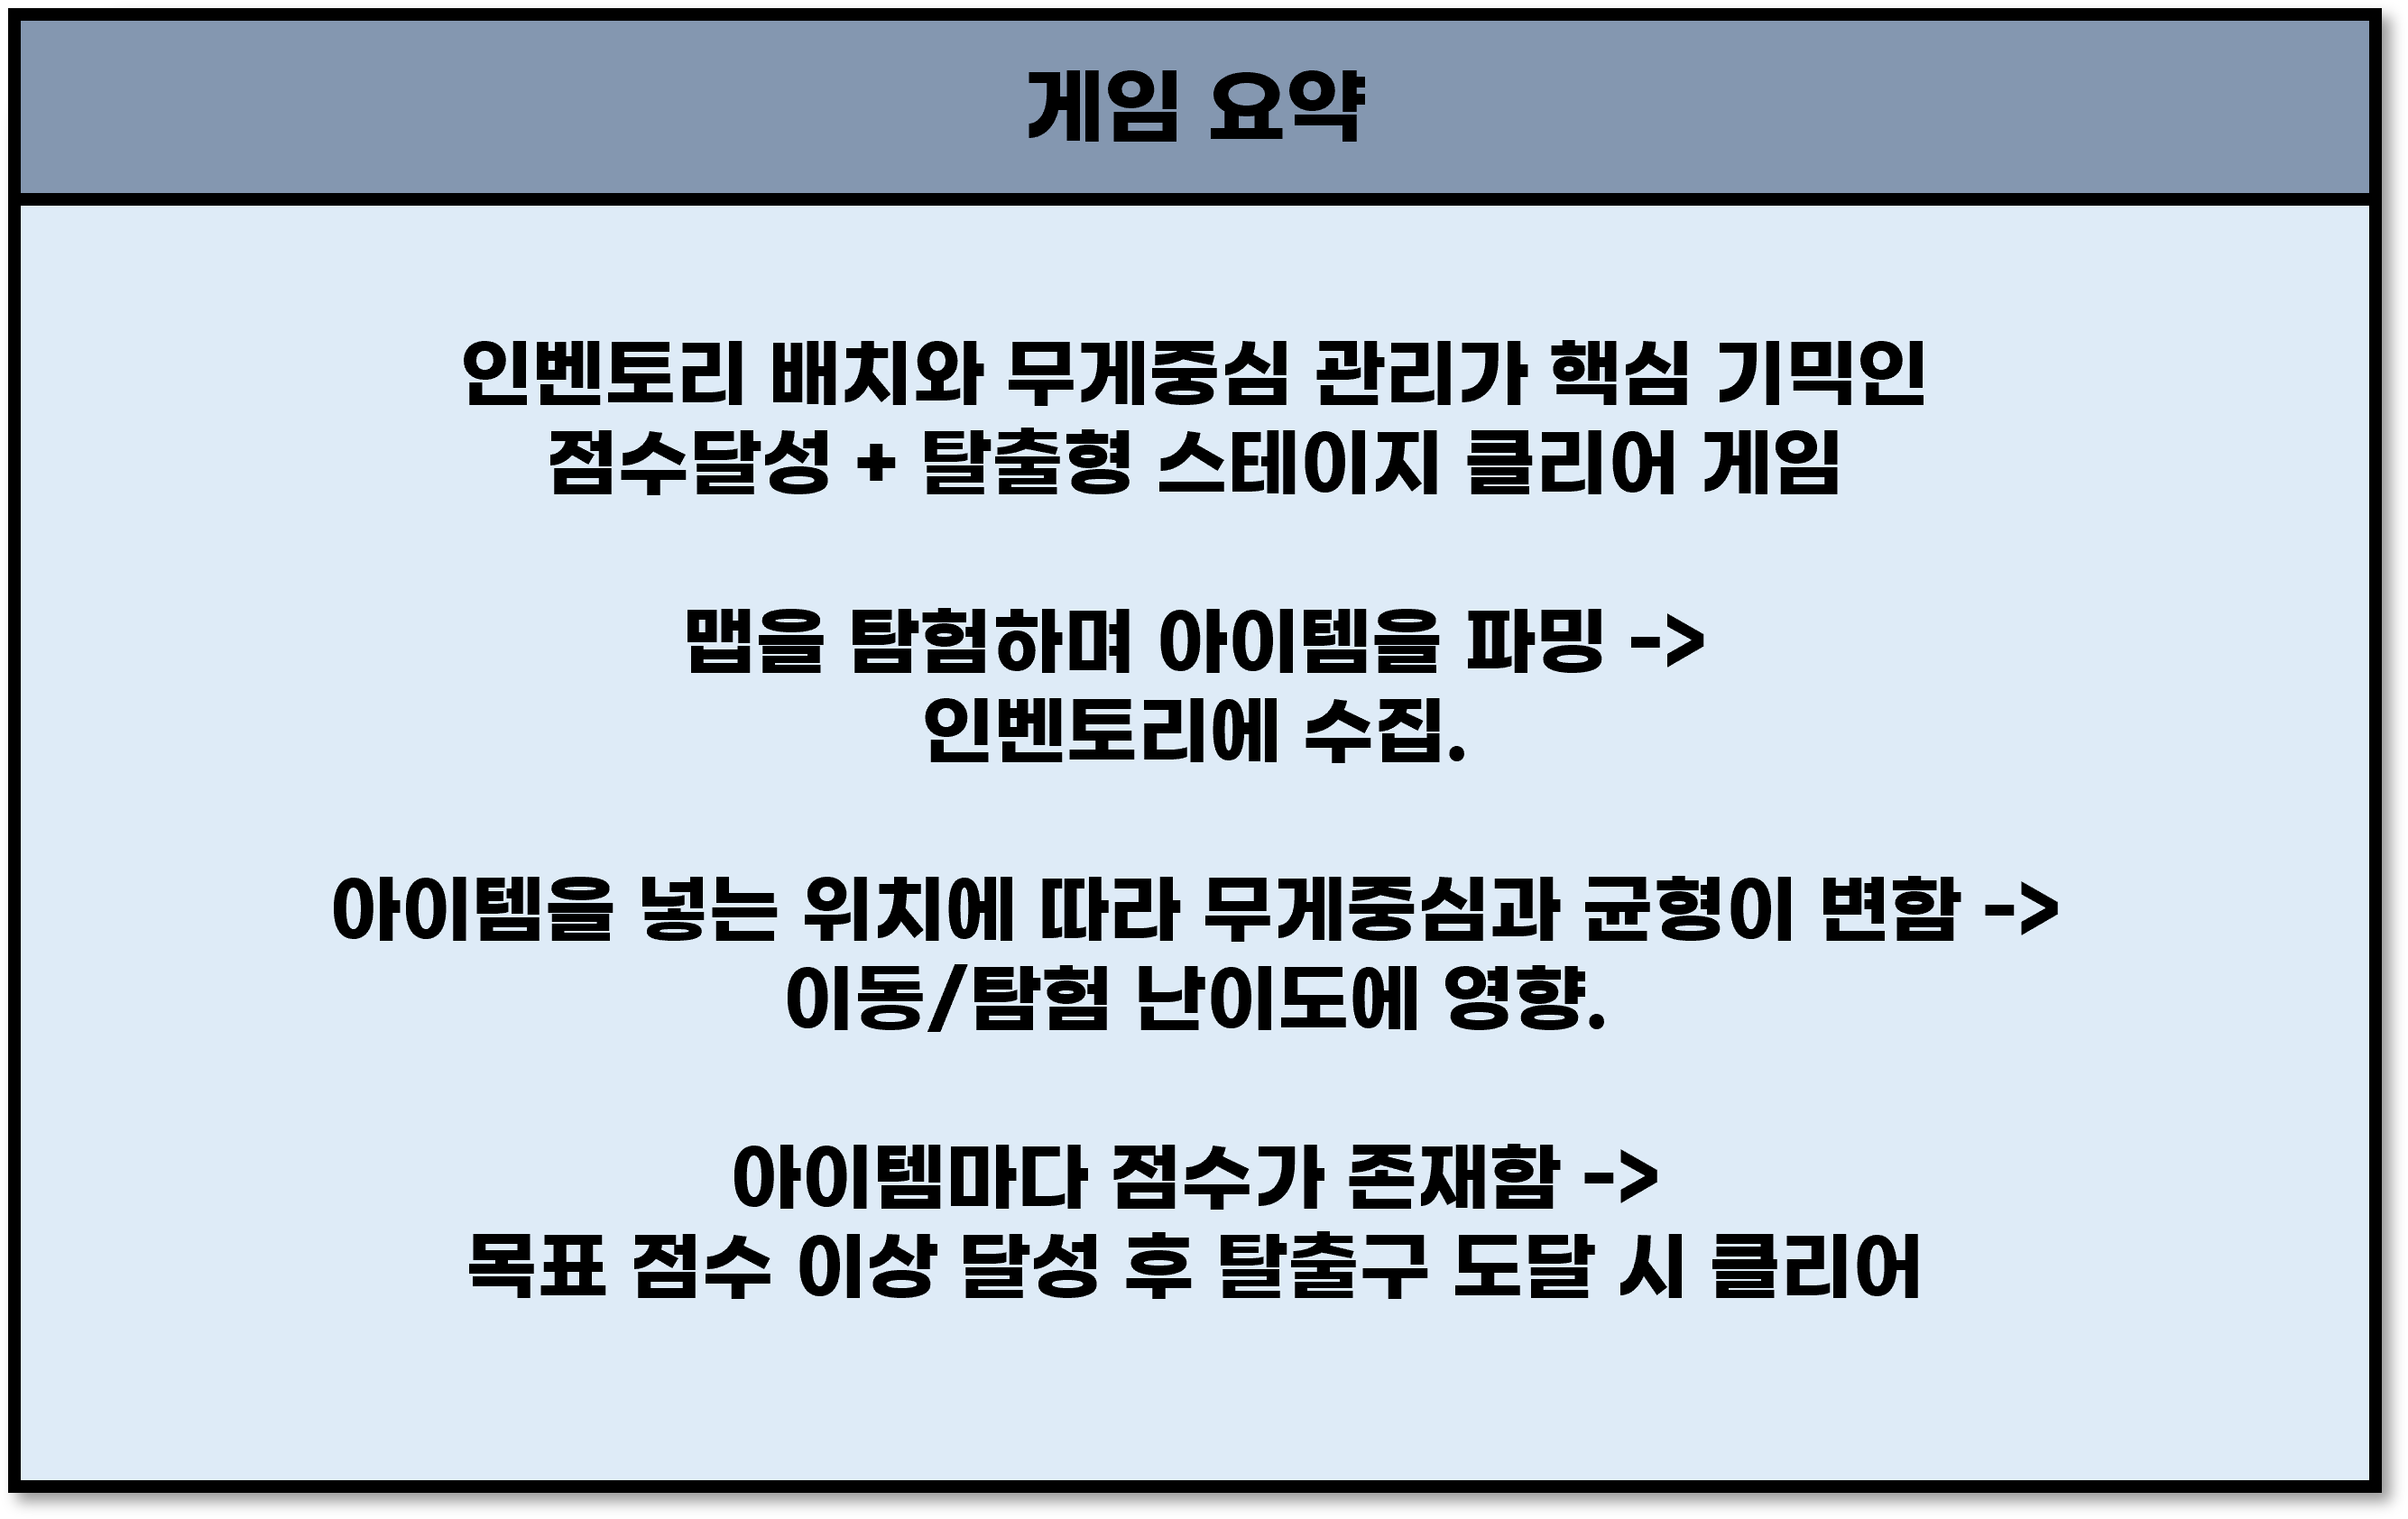 게임 요약
인벤토리 배치와 무게중심 관리가 핵심 기믹인
점수달성 + 탈출형 스테이지 클리어 게임
맵을 탐험하며 아이템을 파밍 ->
인벤토리에 수집.
아이템을 넣는 위치에 따라 무게중심과 균형이 변함 ->
이동/탐험 난이도에 영향.
아이템마다 점수가 존재함 ->
목표 점수 이상 달성 후 탈출구 도달 시 클리어